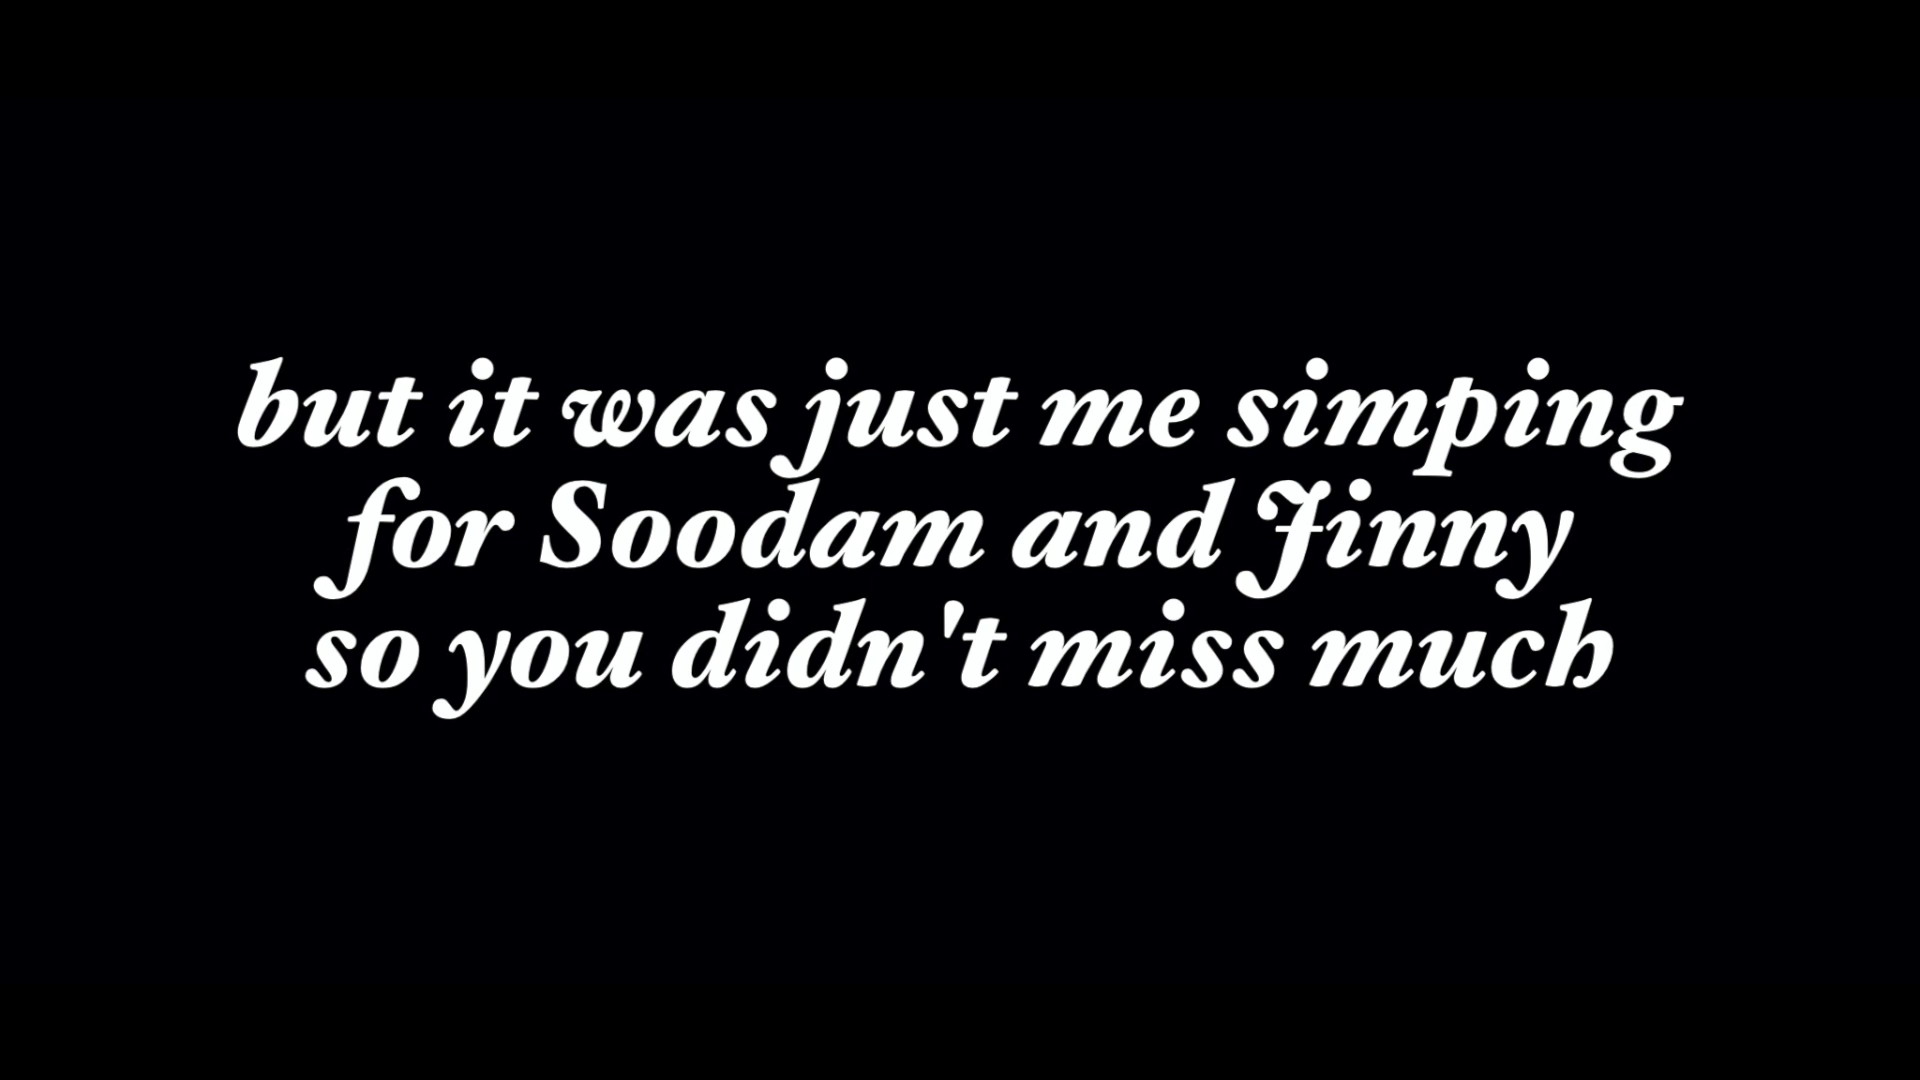 but it was just me simping
for Soodam and Jinny
so you didn't miss much